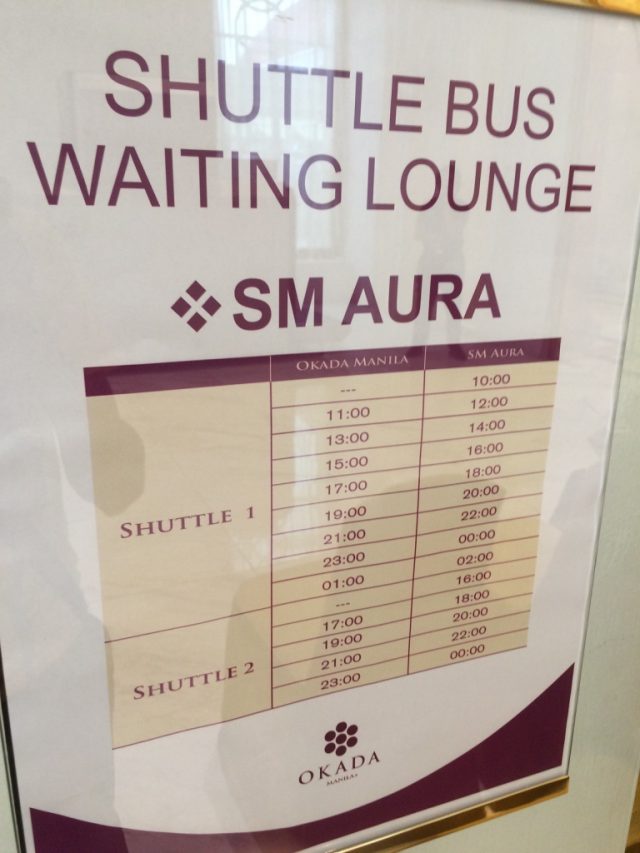 SHUTTLE BUS
WAITING LOUNGE
❖ SM AURA
OKADA MANILA SM AURA
SHUTTLE 1
--- 10:00
11:00 12:00
13:00 14:00
15:00 16:00
17:00 18:00
19:00 20:00
21:00 22:00
23:00 00:00
01:00 02:00
SHUTTLE 2
--- 16:00
17:00 18:00
19:00 20:00
21:00 22:00
23:00 00:00
OKADA
MANILA